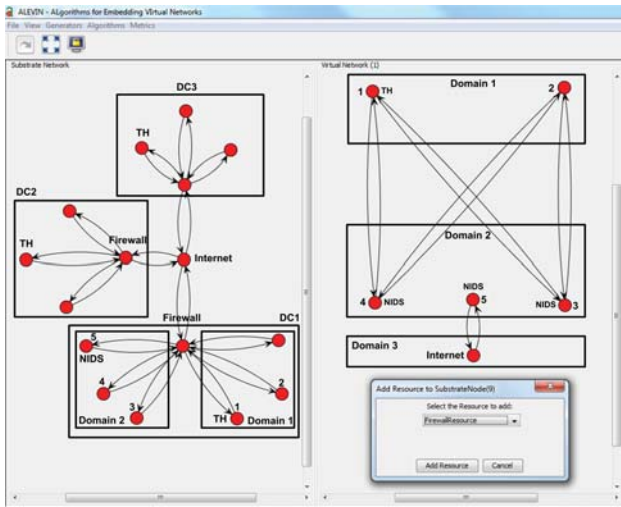 ALEVIN - ALgorithms for Embedding VIrtual Networks
File View Generators Algorithms Metrics
Substrate Network
DC3
TH
DC2
Firewall
TH
Internet
Firewall
DC1
5
NIDS
4
3
Domain 2
1
TH
2
Domain 1
Virtual Network (1)
Domain 1
1 TH
2
Domain 2
4 NIDS
NIDS
5
NIDS 3
Domain 3
Internet
Add Resource to SubstrateNode(9)
Select the Resource to add:
FirewallResource
Add Resource Cancel